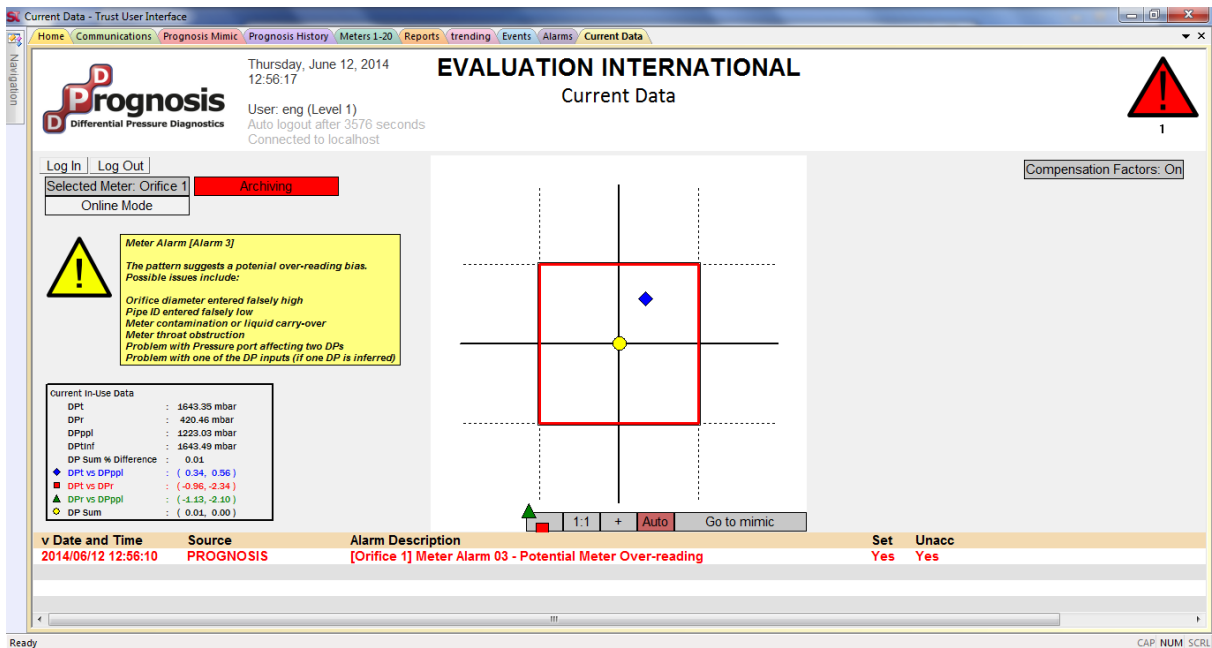 Current Data - Trust User Interface
Home Communications Prognosis Mimic Prognosis History Meters 1-20 Reports trending Events Alarms Current Data
Navigation
D
Prognosis
D Differential Pressure Diagnostics
Thursday, June 12, 2014
12:56:17
User: eng (Level 1)
Auto logout after 3576 seconds
Connected to localhost
EVALUATION INTERNATIONAL
Current Data
1
Log In Log Out
Selected Meter: Orifice 1 Archiving
Online Mode
Compensation Factors: On
Meter Alarm [Alarm 3]
The pattern suggests a potenial over-reading bias.
Possible issues include:
Orifice diameter entered falsely high
Pipe ID entered falsely low
Meter contamination or liquid carry-over
Meter throat obstruction
Problem with Pressure port affecting two DPs
Problem with one of the DP inputs (if one DP is inferred)
Current In-Use Data
DPt : 1643.35 mbar
DPr : 420.46 mbar
DPppl : 1223.03 mbar
DPtInf : 1643.49 mbar
DP Sum % Difference : 0.01
DPt vs DPppl : ( 0.34, 0.56 )
DPt vs DPr : (-0.96, -2.34 )
DPr vs DPppl : (-1.13, -2.10 )
DP Sum : ( 0.01, 0.00 )
1:1 + Auto Go to mimic
v Date and Time Source Alarm Description Set Unacc
2014/06/12 12:56:10 PROGNOSIS [Orifice 1] Meter Alarm 03 - Potential Meter Over-reading Yes Yes
Ready CAP NUM SCRL